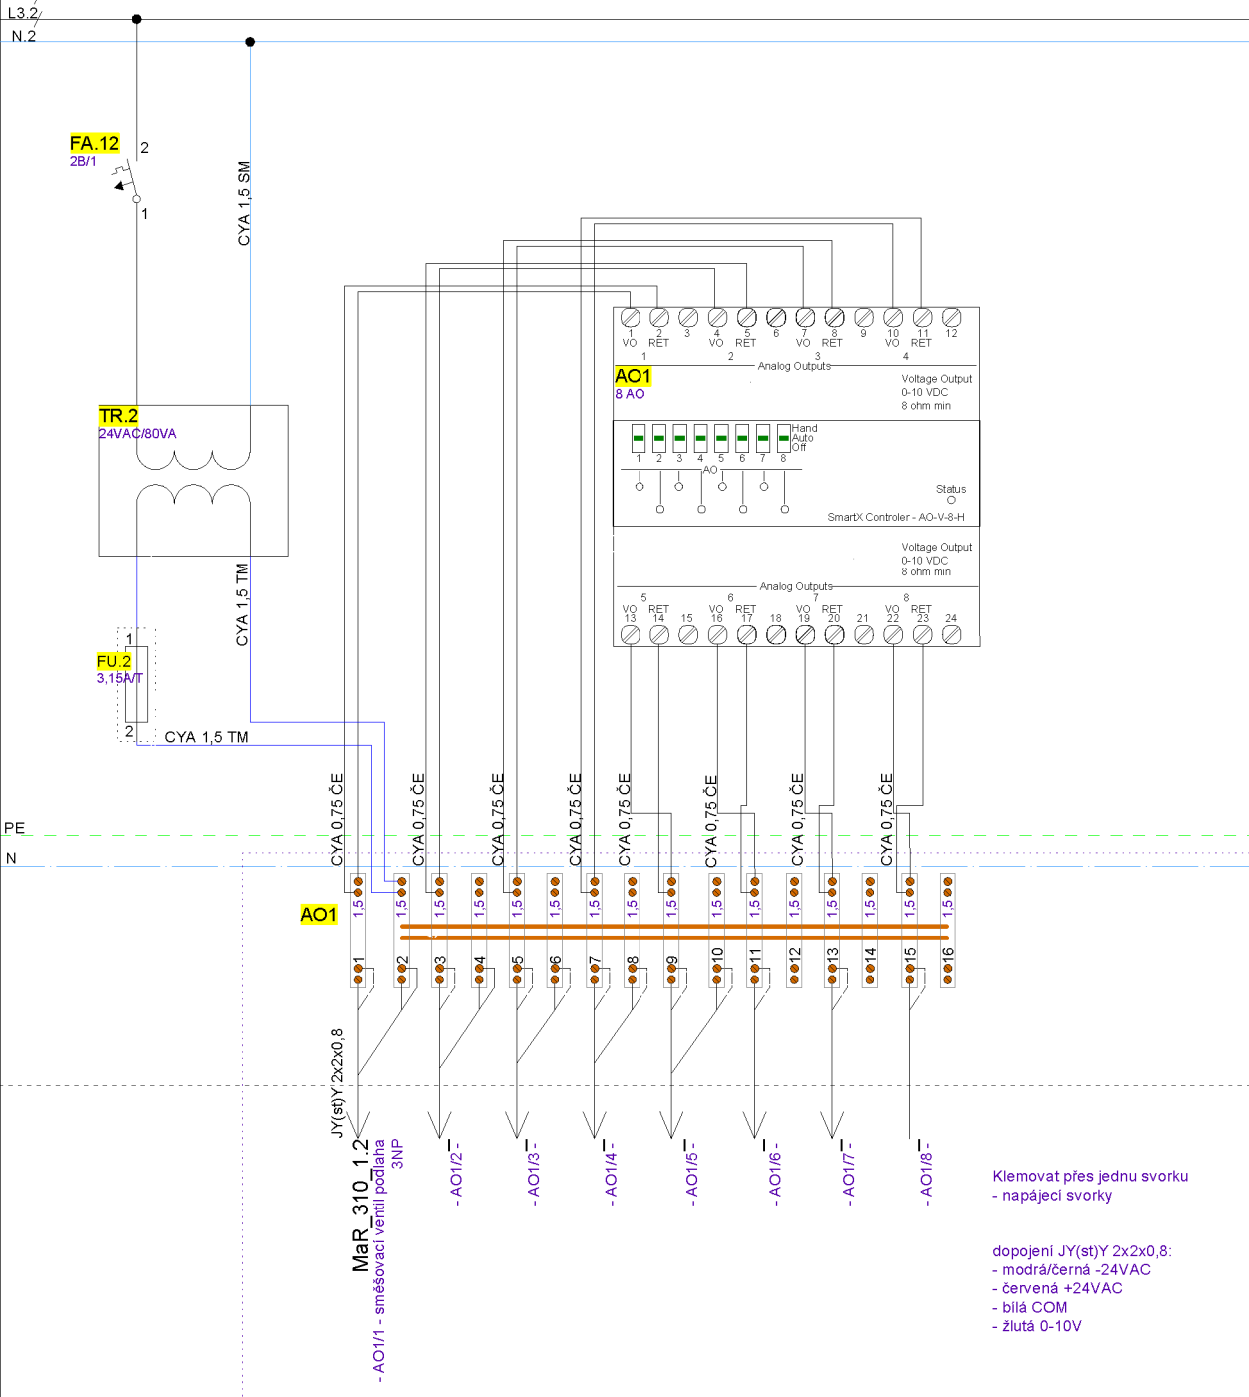 L3.2
N.2
FA.12
2B/1
2
1
CYA 1,5 SM
TR.2
24VAC/80VA
CYA 1,5 TM
1
FU.2
3,15A/T
2
CYA 1,5 TM
1 2 3 4 5 6 7 8 9 10 11 12
VO RET VO RET VO RET VO RET
1 2 3 4
Analog Outputs
AO1
8 AO
Voltage Output
0-10 VDC
8 ohm min
Hand
Auto
Off
1 2 3 4 5 6 7 8
AO
Status
SmartX Controler - AO-V-8-H
Voltage Output
0-10 VDC
8 ohm min
Analog Outputs
5 6 7 8
VO RET VO RET VO RET VO RET
13 14 15 16 17 18 19 20 21 22 23 24
CYA 0,75 ČE
CYA 0,75 ČE
CYA 0,75 ČE
CYA 0,75 ČE
CYA 0,75 ČE
CYA 0,75 ČE
CYA 0,75 ČE
CYA 0,75 ČE
PE
N
AO1
1,5 1,5 1,5 1,5 1,5 1,5 1,5 1,5 1,5 1,5 1,5 1,5 1,5 1,5 1,5 1,5
1 2 3 4 5 6 7 8 9 10 11 12 13 14 15 16
JY(st)Y 2x2x0,8
MaR_310_1.2
- AO1/1 - směšovací ventil podlaha
3NP
- AO1/2 -
- AO1/3 -
- AO1/4 -
- AO1/5 -
- AO1/6 -
- AO1/7 -
- AO1/8 -
Klemovat přes jednu svorku
- napájecí svorky
dopojení JY(st)Y 2x2x0,8:
- modrá/černá -24VAC
- červená +24VAC
- bílá COM
- žlutá 0-10V